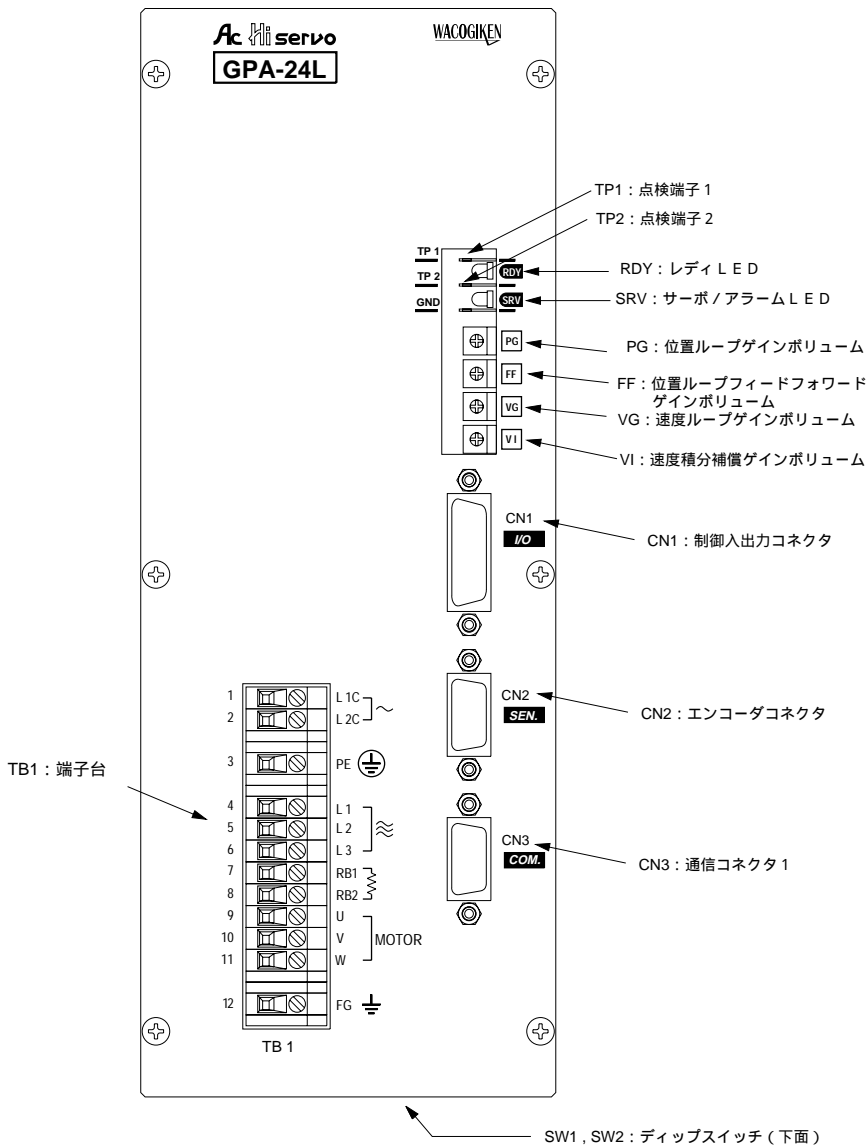 Ac Hi servo
WACOGIKEN
GPA-24L
TP1：点検端子1
TP2：点検端子2
TP 1
TP 2
GND
RDY
SRV
PG
FF
VG
V I
RDY：レディＬＥＤ
SRV：サーボ / アラームＬＥＤ
PG：位置ループゲインボリューム
FF：位置ループフィードフォワード
ゲインボリューム
VG：速度ループゲインボリューム
VI：速度積分補償ゲインボリューム
CN1
I/O
CN1：制御入出力コネクタ
CN2
SEN.
CN2：エンコーダコネクタ
CN3
COM.
CN3：通信コネクタ1
TB1：端子台
1 L 1C
2 L 2C
3 PE
4 L 1
5 L 2
6 L 3
7 RB1
8 RB2
9 U
10 V
11 W
MOTOR
12 FG
TB 1
SW1 , SW2：ディップスイッチ ( 下面 )